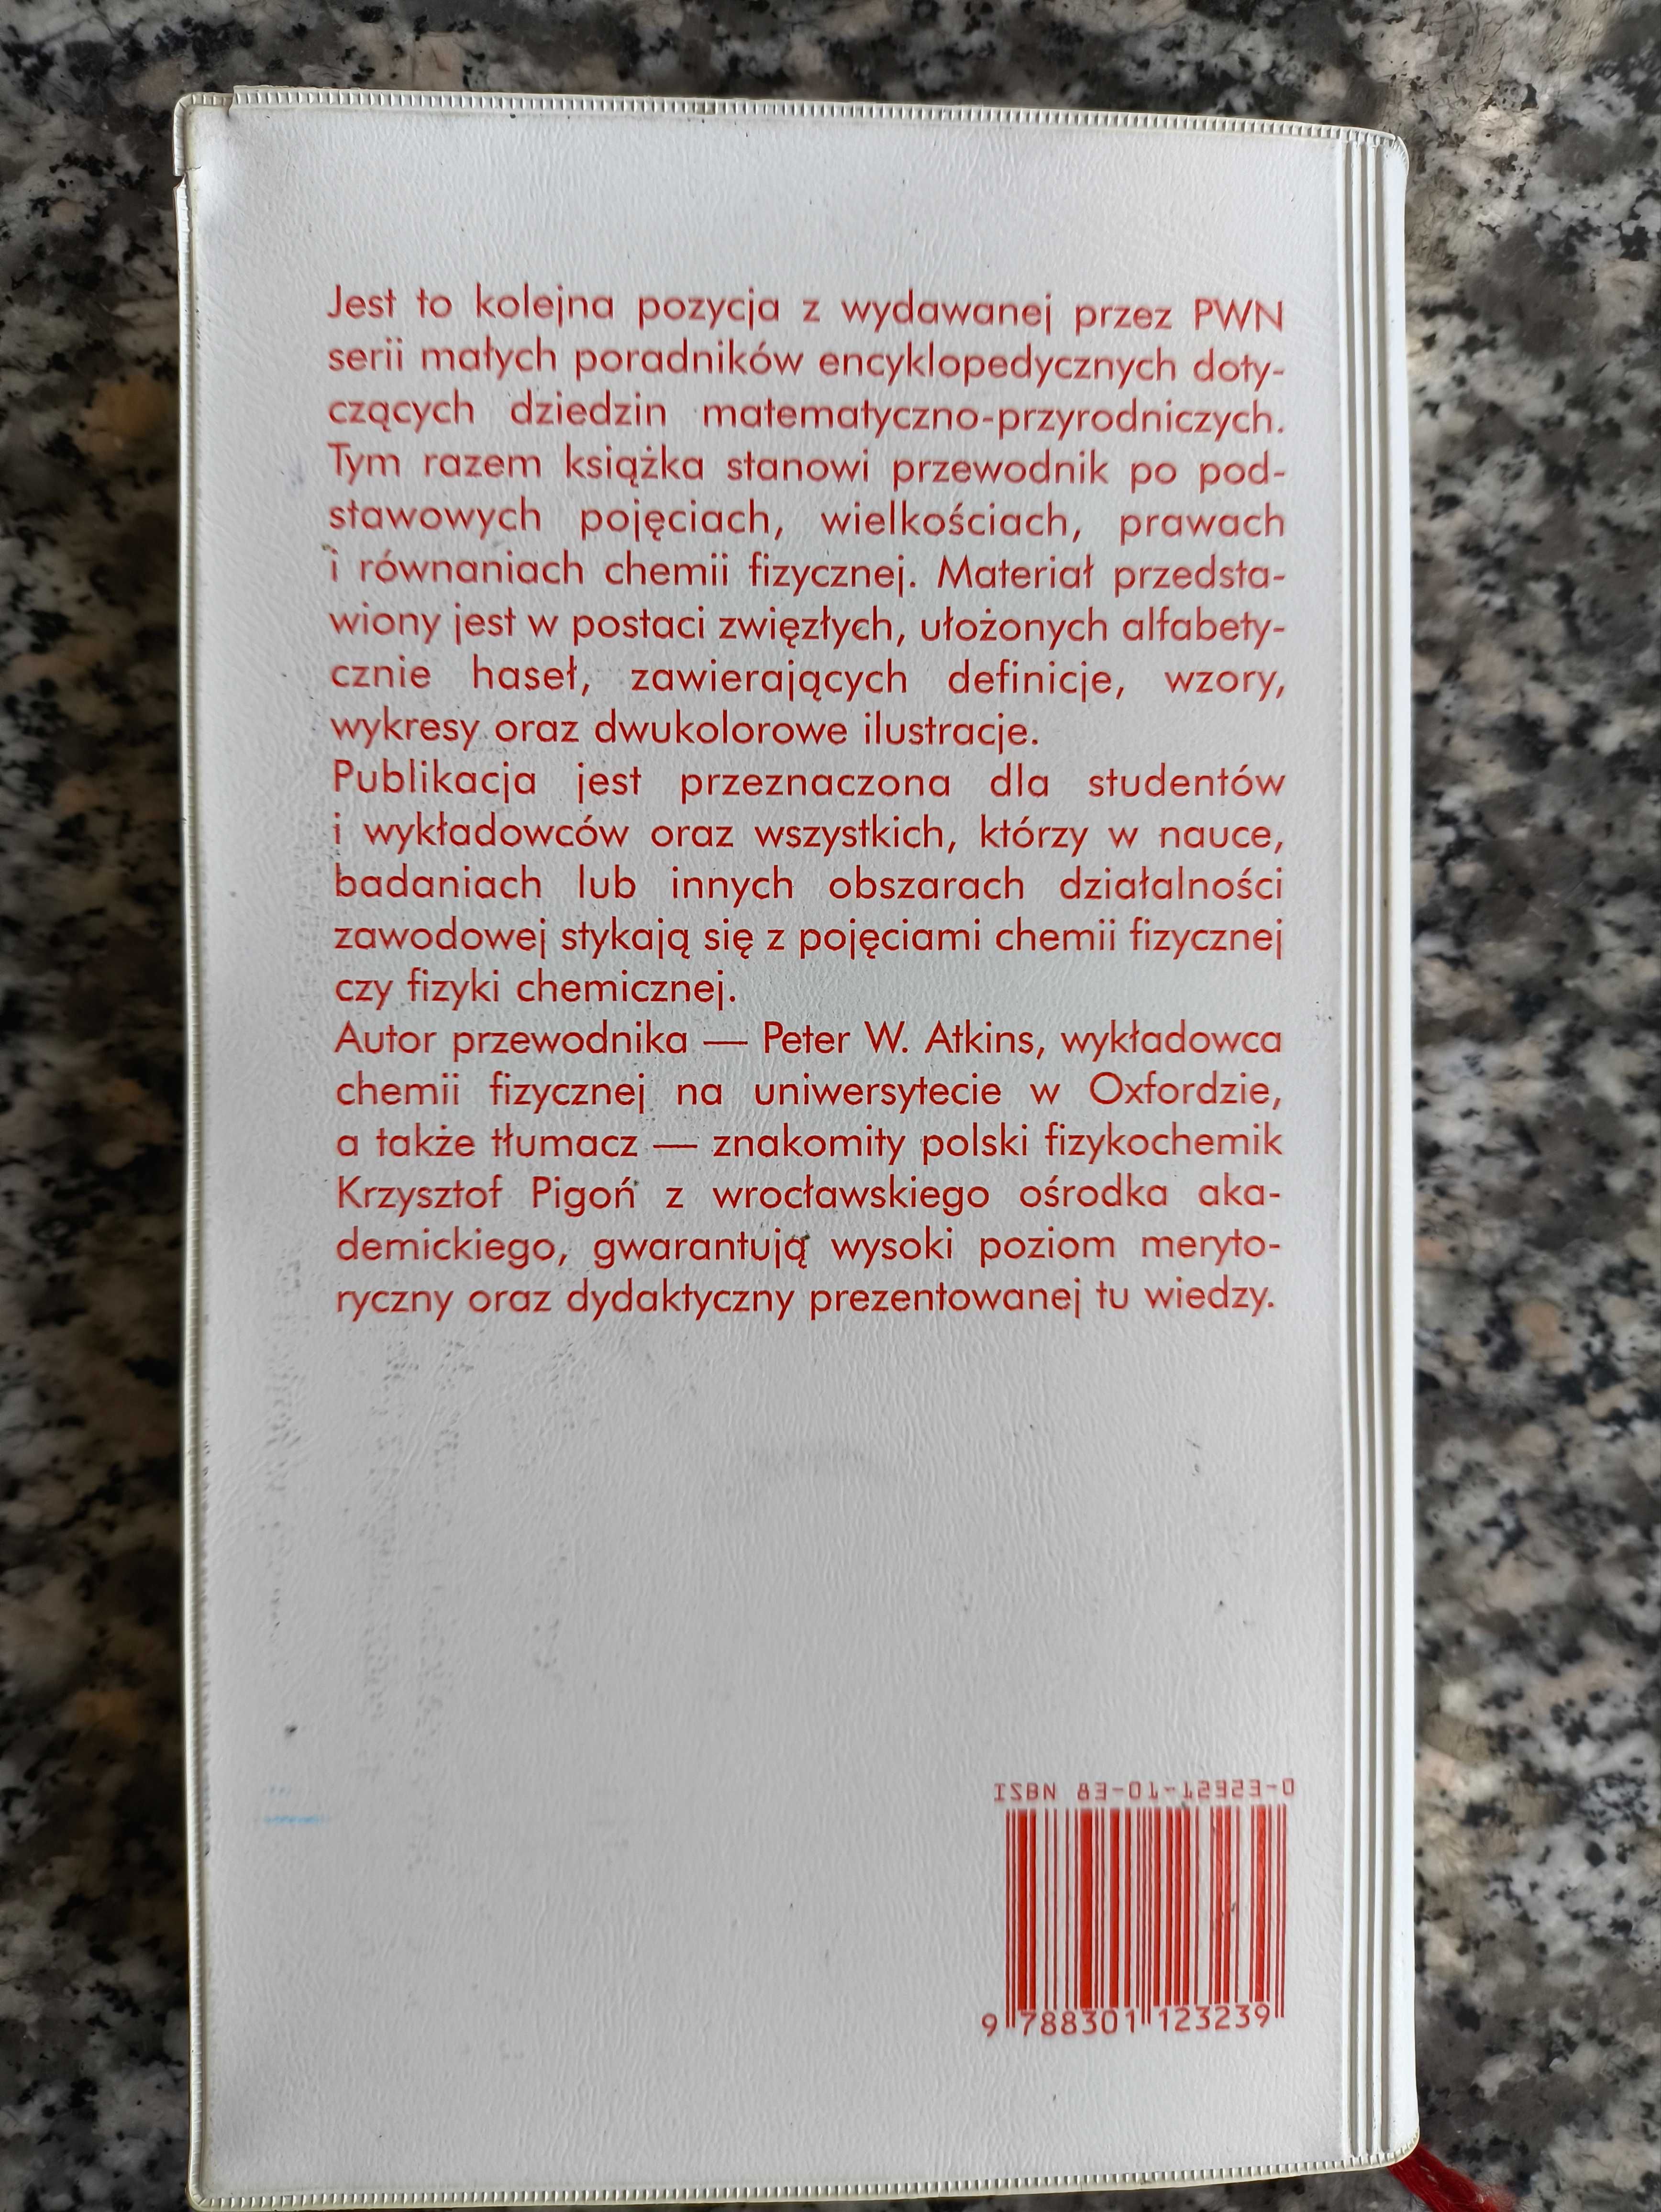 Jest to kolejna pozycja z wydawanej przez PWN
serii małych poradników encyklopedycznych doty-
czących dziedzin matematyczno-przyrodniczych.
Tym razem książka stanowi przewodnik po pod-
stawowych pojęciach, wielkościach, prawach
i równaniach chemii fizycznej. Materiał przedsta-
wiony jest w postaci zwięzłych, ułożonych alfabety-
cznie haseł, zawierających definicje, wzory,
wykresy oraz dwukolorowe ilustracje.
Publikacja jest przeznaczona dla studentów
i wykładowców oraz wszystkich, którzy w nauce,
badaniach lub innych obszarach działalności
zawodowej stykają się z pojęciami chemii fizycznej
czy fizyki chemicznej.
Autor przewodnika — Peter W. Atkins, wykładowca
chemii fizycznej na uniwersytecie w Oxfordzie,
a także tłumacz — znakomity polski fizykochemik
Krzysztof Pigoń z wrocławskiego ośrodka aka-
demickiego, gwarantują wysoki poziom meryto-
ryczny oraz dydaktyczny prezentowanej tu wiedzy.
ISBN 83-01-12323-0
9 788301 123239